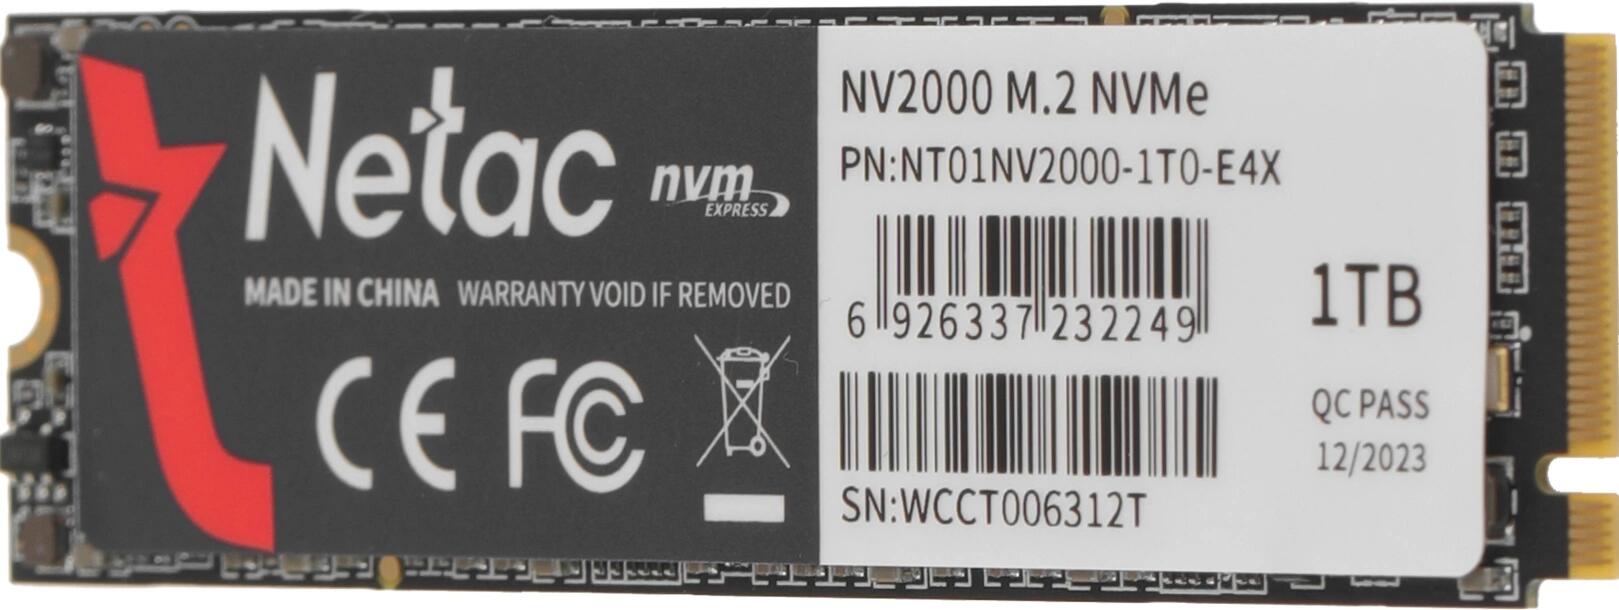 Netac
nvm
EXPRESS
MADE IN CHINA WARRANTY VOID IF REMOVED
CE FC
NV2000 M.2 NVMe
PN:NT01NV2000-1T0-E4X
6 926337 232249
1TB
QC PASS
12/2023
SN:WCCT006312T